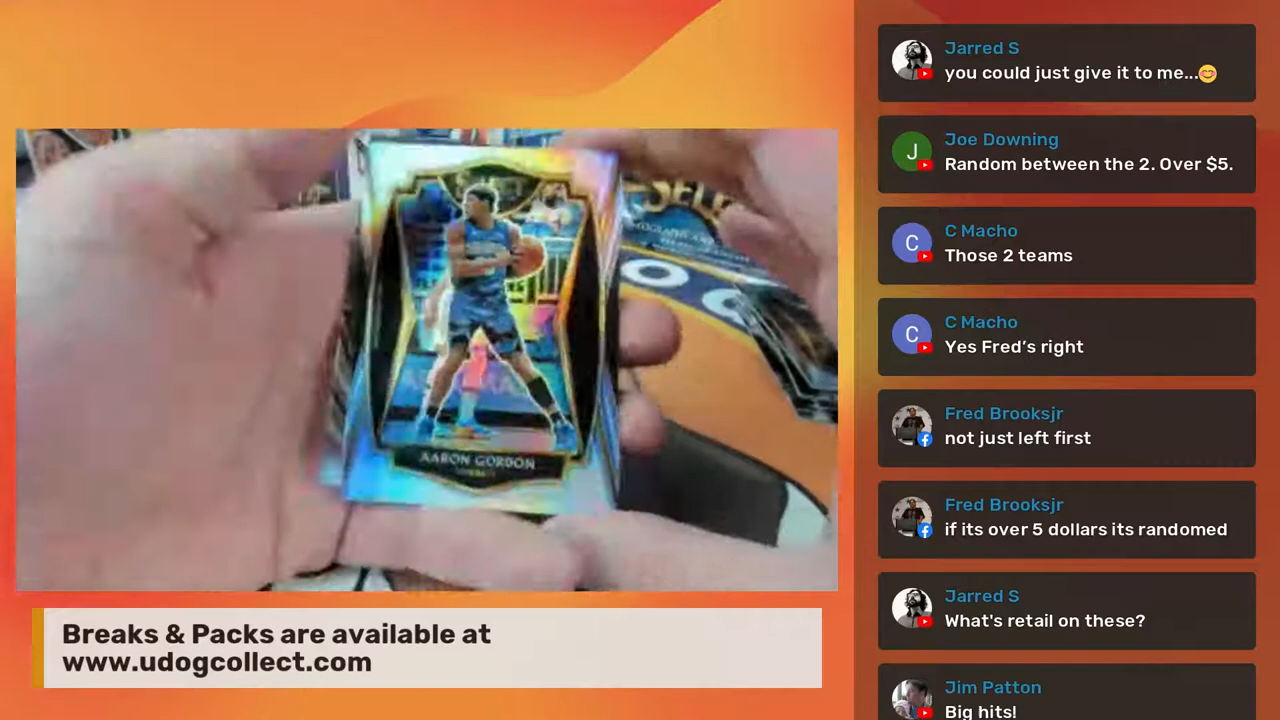 SELECT
AARON GORDON
Breaks & Packs are available at
www.udogcollect.com
Jarred S
you could just give it to me...😊
J
Joe Downing
Random between the 2. Over $5.
C
C Macho
Those 2 teams
C
C Macho
Yes Fred’s right
Fred Brooksjr
not just left first
Fred Brooksjr
if its over 5 dollars its randomed
Jarred S
What's retail on these?
Jim Patton
Big hits!